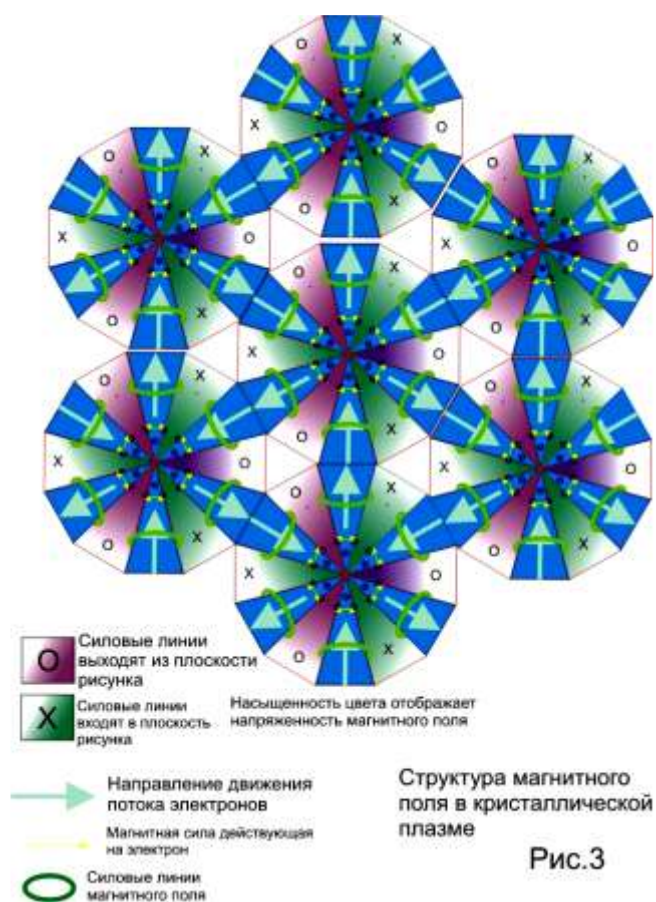 O X
X O
O X
O X
O X
X O
X O
O X
O X
O X
X O
O X
O X
O X
X O
X O
O X
O X
O X
X O
O X
O
Силовые линии
выходят из плоскости
рисунка
X
Силовые линии
входят в плоскость
рисунка
Насыщенность цвета отображает
напряженность магнитного поля
Направление движения
потока электронов
Магнитная сила действующая
на электрон
Силовые линии
магнитного поля
Структура магнитного
поля в кристаллической
плазме
Рис.3